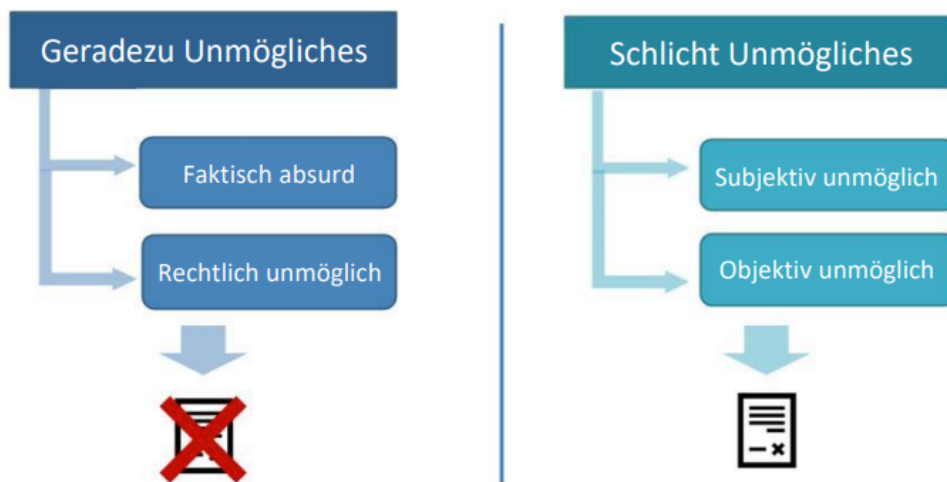 Geradezu Unmögliches
Faktisch absurd
Rechtlich unmöglich
Schlicht Unmögliches
Subjektiv unmöglich
Objektiv unmöglich